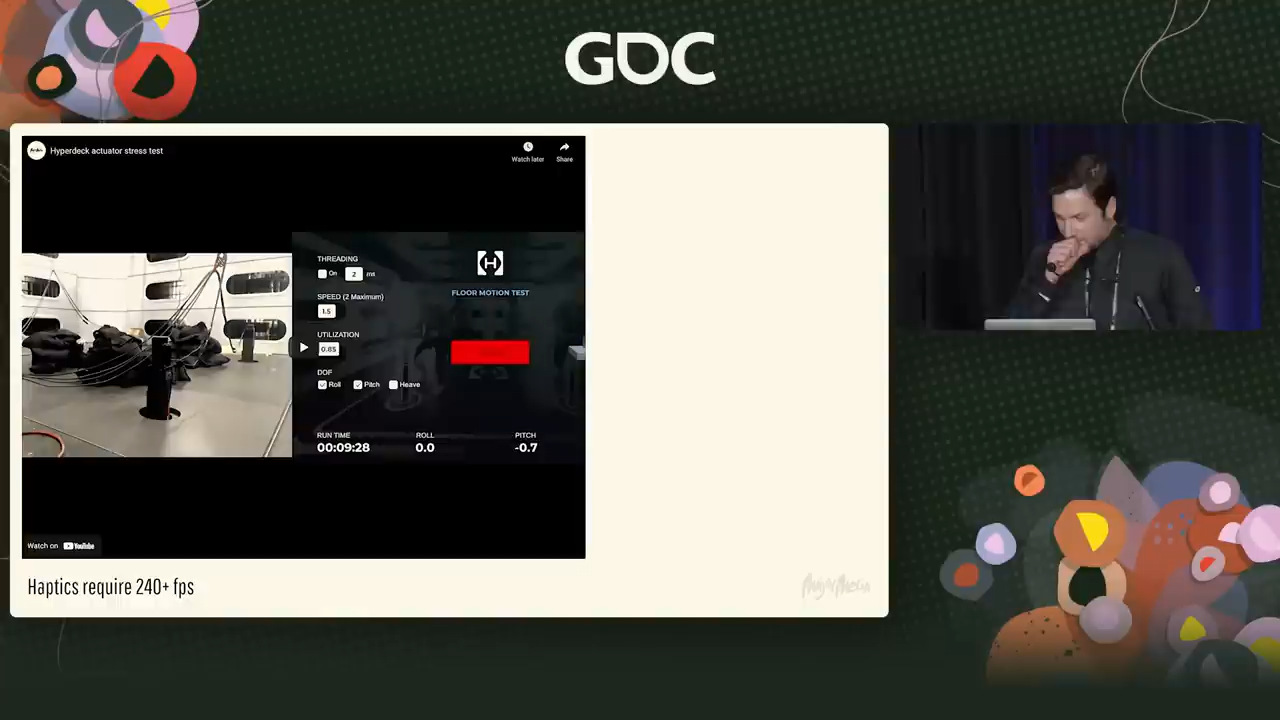 GDC
Hyperdeck actuator stress test
Watch later
Share
THREADING
On 2 ms
SPEED (2 Maximum)
1.5
FLOOR MOTION TEST
UTILIZATION
0.85
DOF
Roll Pitch Heave
RUN TIME ROLL PITCH
00:09:28 0.0 -0.7
Watch on YouTube
Haptics require 240+ fps
MajorMega